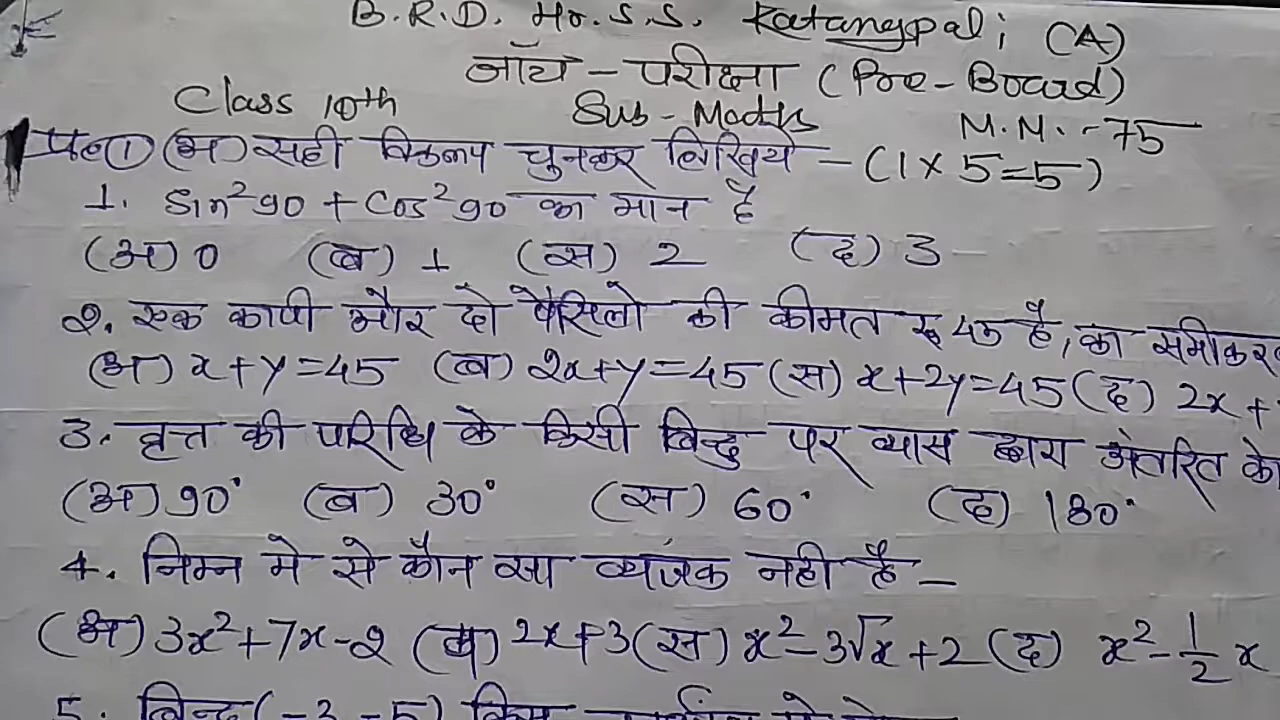 B.R.D. Hr.S.S. Katangpali (A)
जॉच - परीक्षा (Pre-Board)
Class 10th Sub - Maths M.M. - 75
प्र० ① (अ) सही विकल्प चुनकर लिखिये - (1 × 5 = 5)
1. Sin²90 + Cos²90 का मान है
(अ) 0 (ब) 1 (स) 2 (द) 3
2. एक कापी और दो पेंसिलो की कीमत रु 45 है, का समीकरण
(अ) x+y=45 (ब) 2x+y=45 (स) x+2y=45 (द) 2x+
3. वृत्त की परिधि के किसी बिन्दु पर व्यास द्वारा अंतरित को
(अ) 90° (ब) 30° (स) 60° (द) 180°
4. निम्न मे से कौन सा व्यंजक नही है -
(अ) 3x²+7x-2 (ब) 2x+3 (स) x²-3√x+2 (द) x²-1/2x
5. बिन्दु (-3, -5) किस